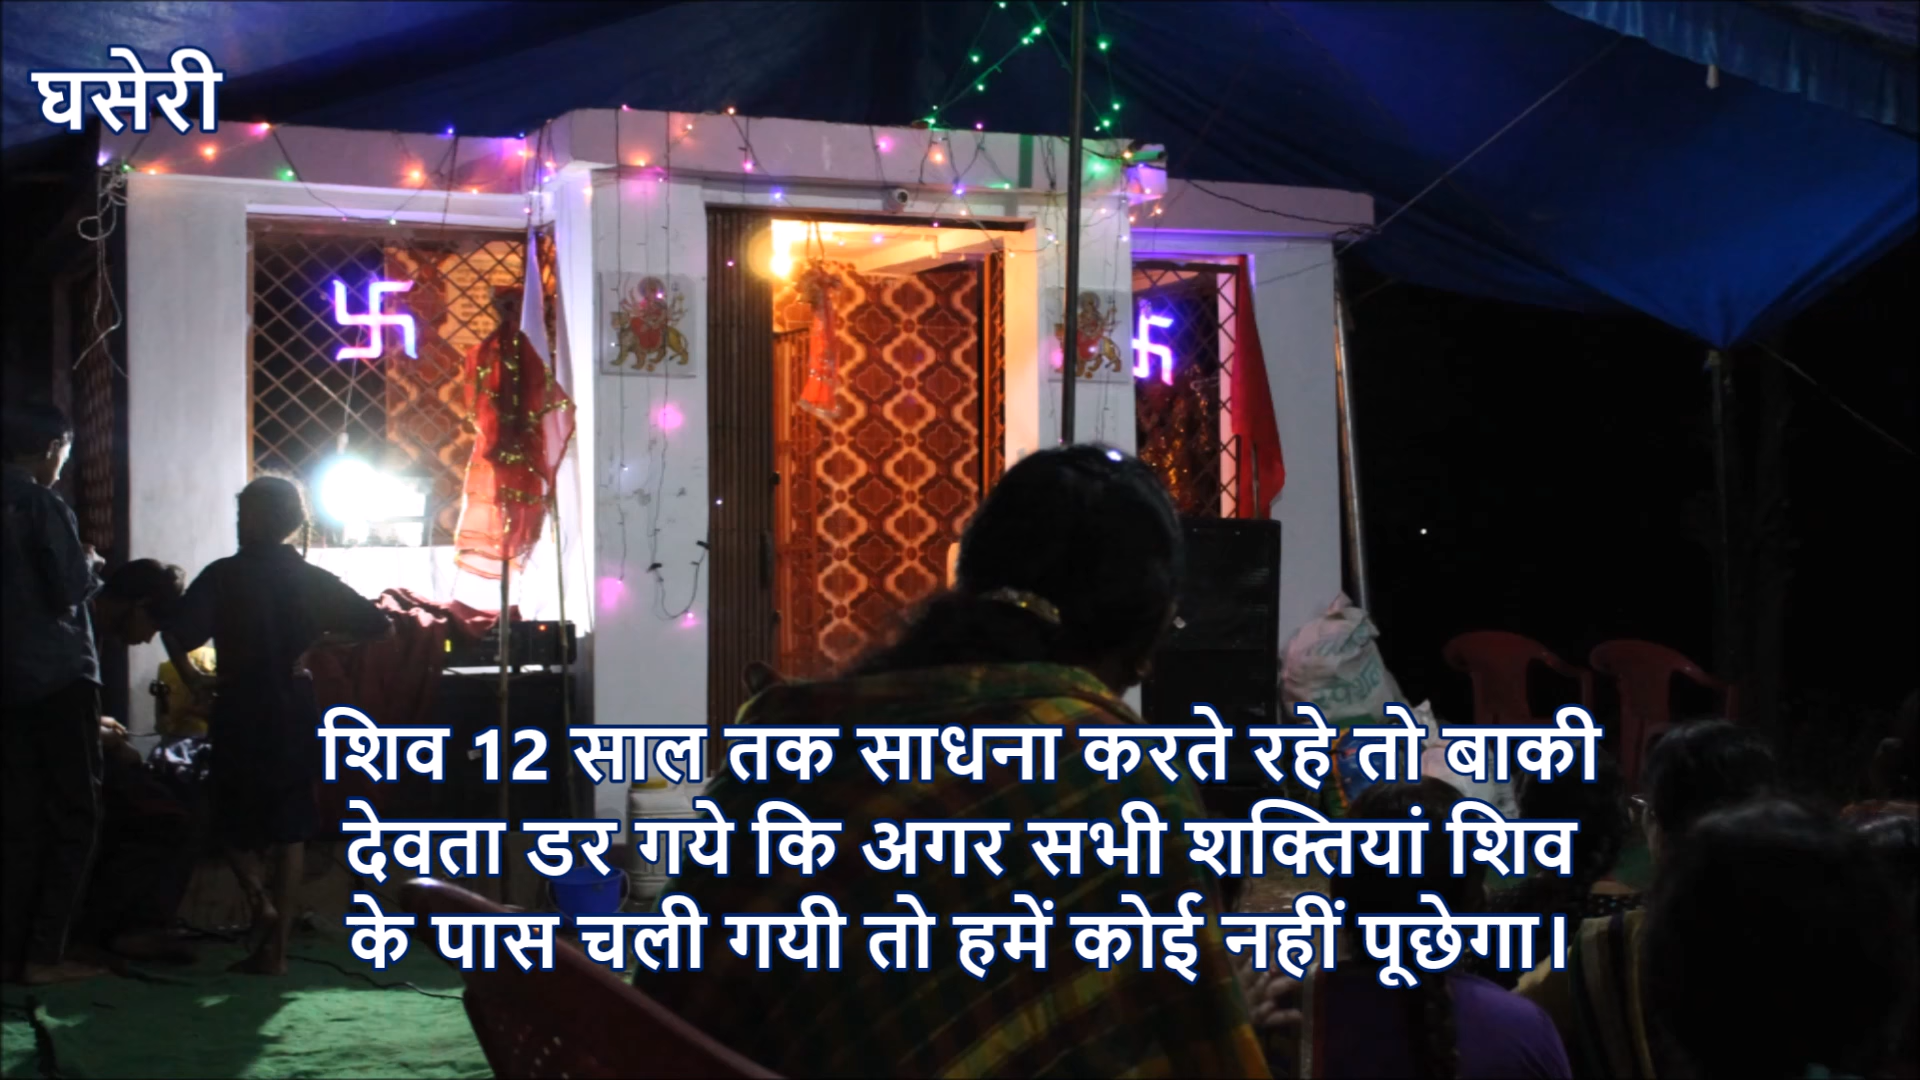 घसेरी
शिव 12 साल तक साधना करते रहे तो बाकी
देवता डर गये कि अगर सभी शक्तियां शिव
के पास चली गयी तो हमें कोई नहीं पूछेगा।